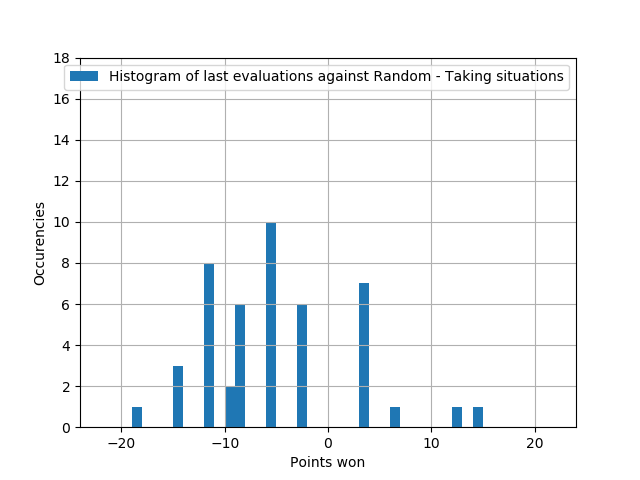 Histogram of last evaluations against Random - Taking situations
18
16
14
12
10
8
6
4
2
0
Occurencies
−20 −10 0 10 20
Points won